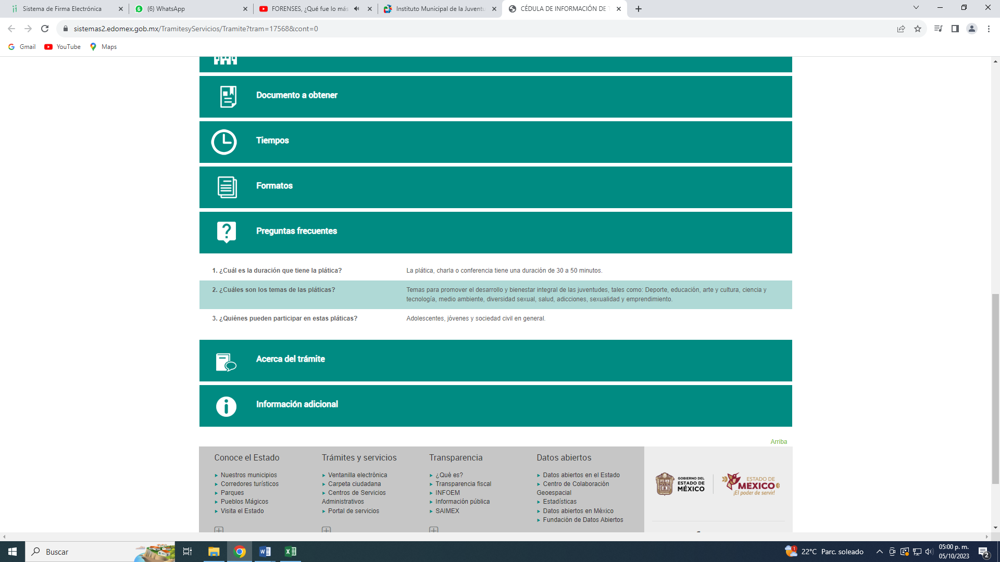 Sistema de Firma Electrónica
(6) WhatsApp
FORENSES, ¿Qué fue lo más
Instituto Municipal de la Juventu
CÉDULA DE INFORMACIÓN DE T
sistemas2.edomex.gob.mx/TramitesyServicios/Tramite?tram=17568&cont=0
Gmail
YouTube
Maps
Documento a obtener
Tiempos
Formatos
Preguntas frecuentes
1. ¿Cuál es la duración que tiene la plática?
La plática, charla o conferencia tiene una duración de 30 a 50 minutos.
2. ¿Cuáles son los temas de las pláticas?
Temas para promover el desarrollo y bienestar integral de las juventudes, tales como: Deporte, educación, arte y cultura, ciencia y
tecnología, medio ambiente, diversidad sexual, salud, adicciones, sexualidad y emprendimiento.
3. ¿Quiénes pueden participar en estas pláticas?
Adolescentes, jóvenes y sociedad civil en general.
Acerca del trámite
Información adicional
Arriba
Conoce el Estado
Nuestros municipios
Corredores turísticos
Parques
Pueblos Mágicos
Visita el Estado
Trámites y servicios
Ventanilla electrónica
Carpeta ciudadana
Centros de Servicios
Administrativos
Portal de servicios
Transparencia
¿Qué es?
Transparencia fiscal
INFOEM
Información pública
SAIMEX
Datos abiertos
Datos abiertos en el Estado
Centro de Colaboración
Geoespacial
Estadísticas
Datos abiertos en México
Fundación de Datos Abiertos
GOBIERNO DEL
ESTADO DE
MÉXICO
ESTADO DE
MÉXICO
¡El poder de servir!
Buscar
1
22°C Parc. soleado
05:00 p. m.
05/10/2023
2